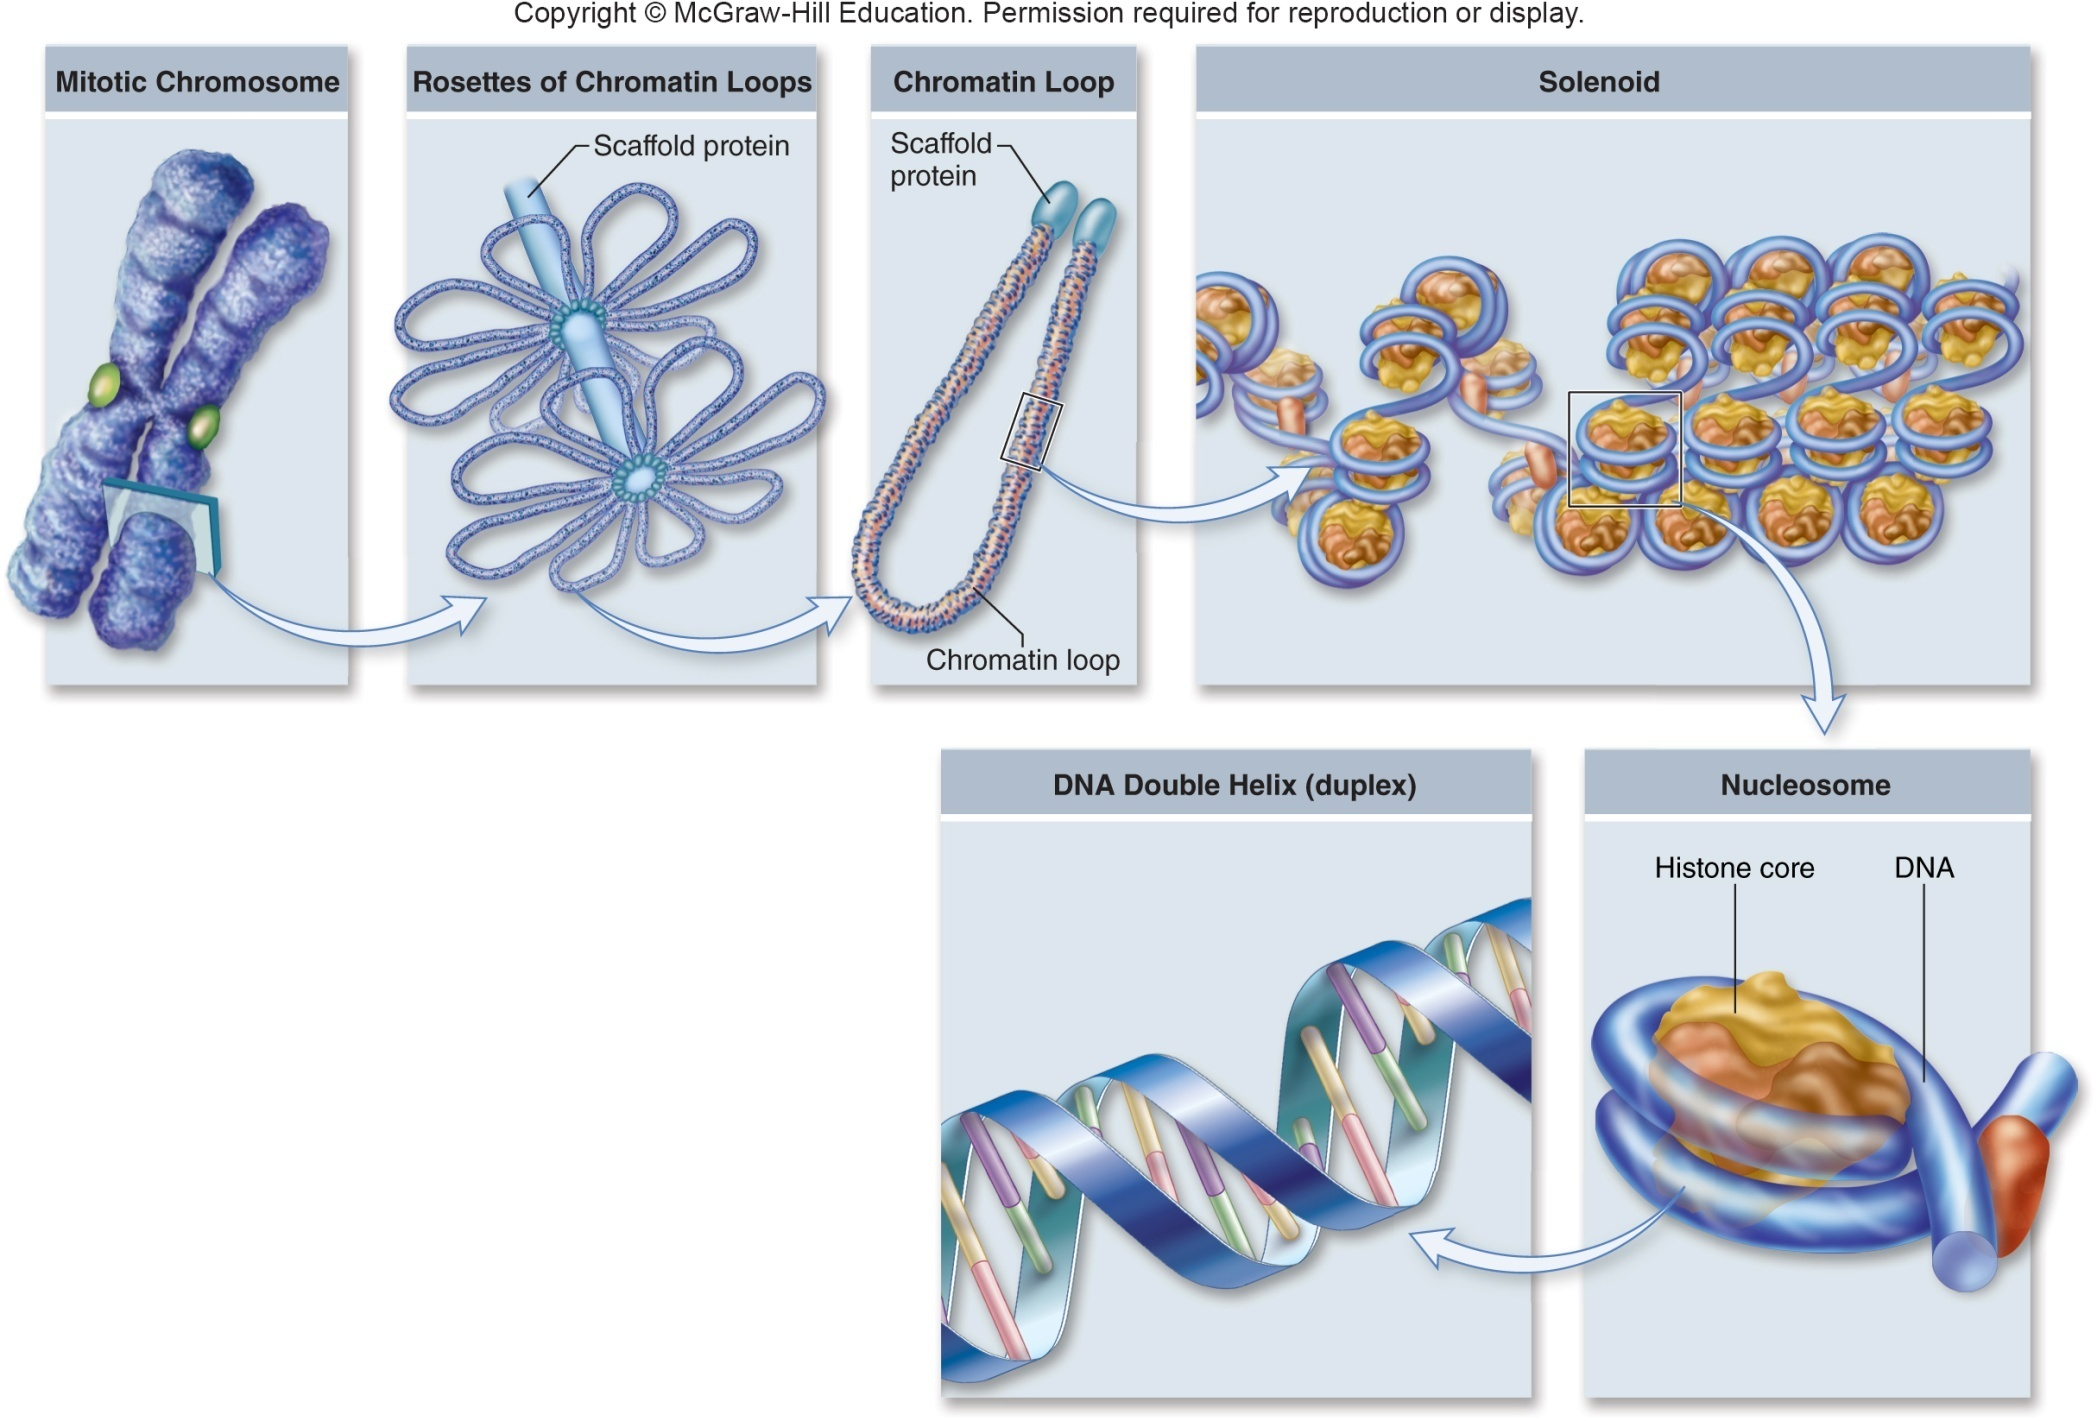 Copyright © McGraw-Hill Education. Permission required for reproduction or display.
Mitotic Chromosome
Rosettes of Chromatin Loops
Scaffold protein
Chromatin Loop
Scaffold
protein
Chromatin loop
Solenoid
DNA Double Helix (duplex)
Nucleosome
Histone core
DNA